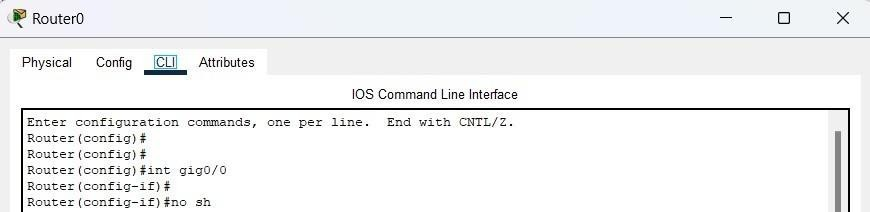 Router0
Physical Config CLI Attributes
IOS Command Line Interface
Enter configuration commands, one per line.  End with CNTL/Z.
Router(config)#
Router(config)#
Router(config)#int gig0/0
Router(config-if)#
Router(config-if)#no sh